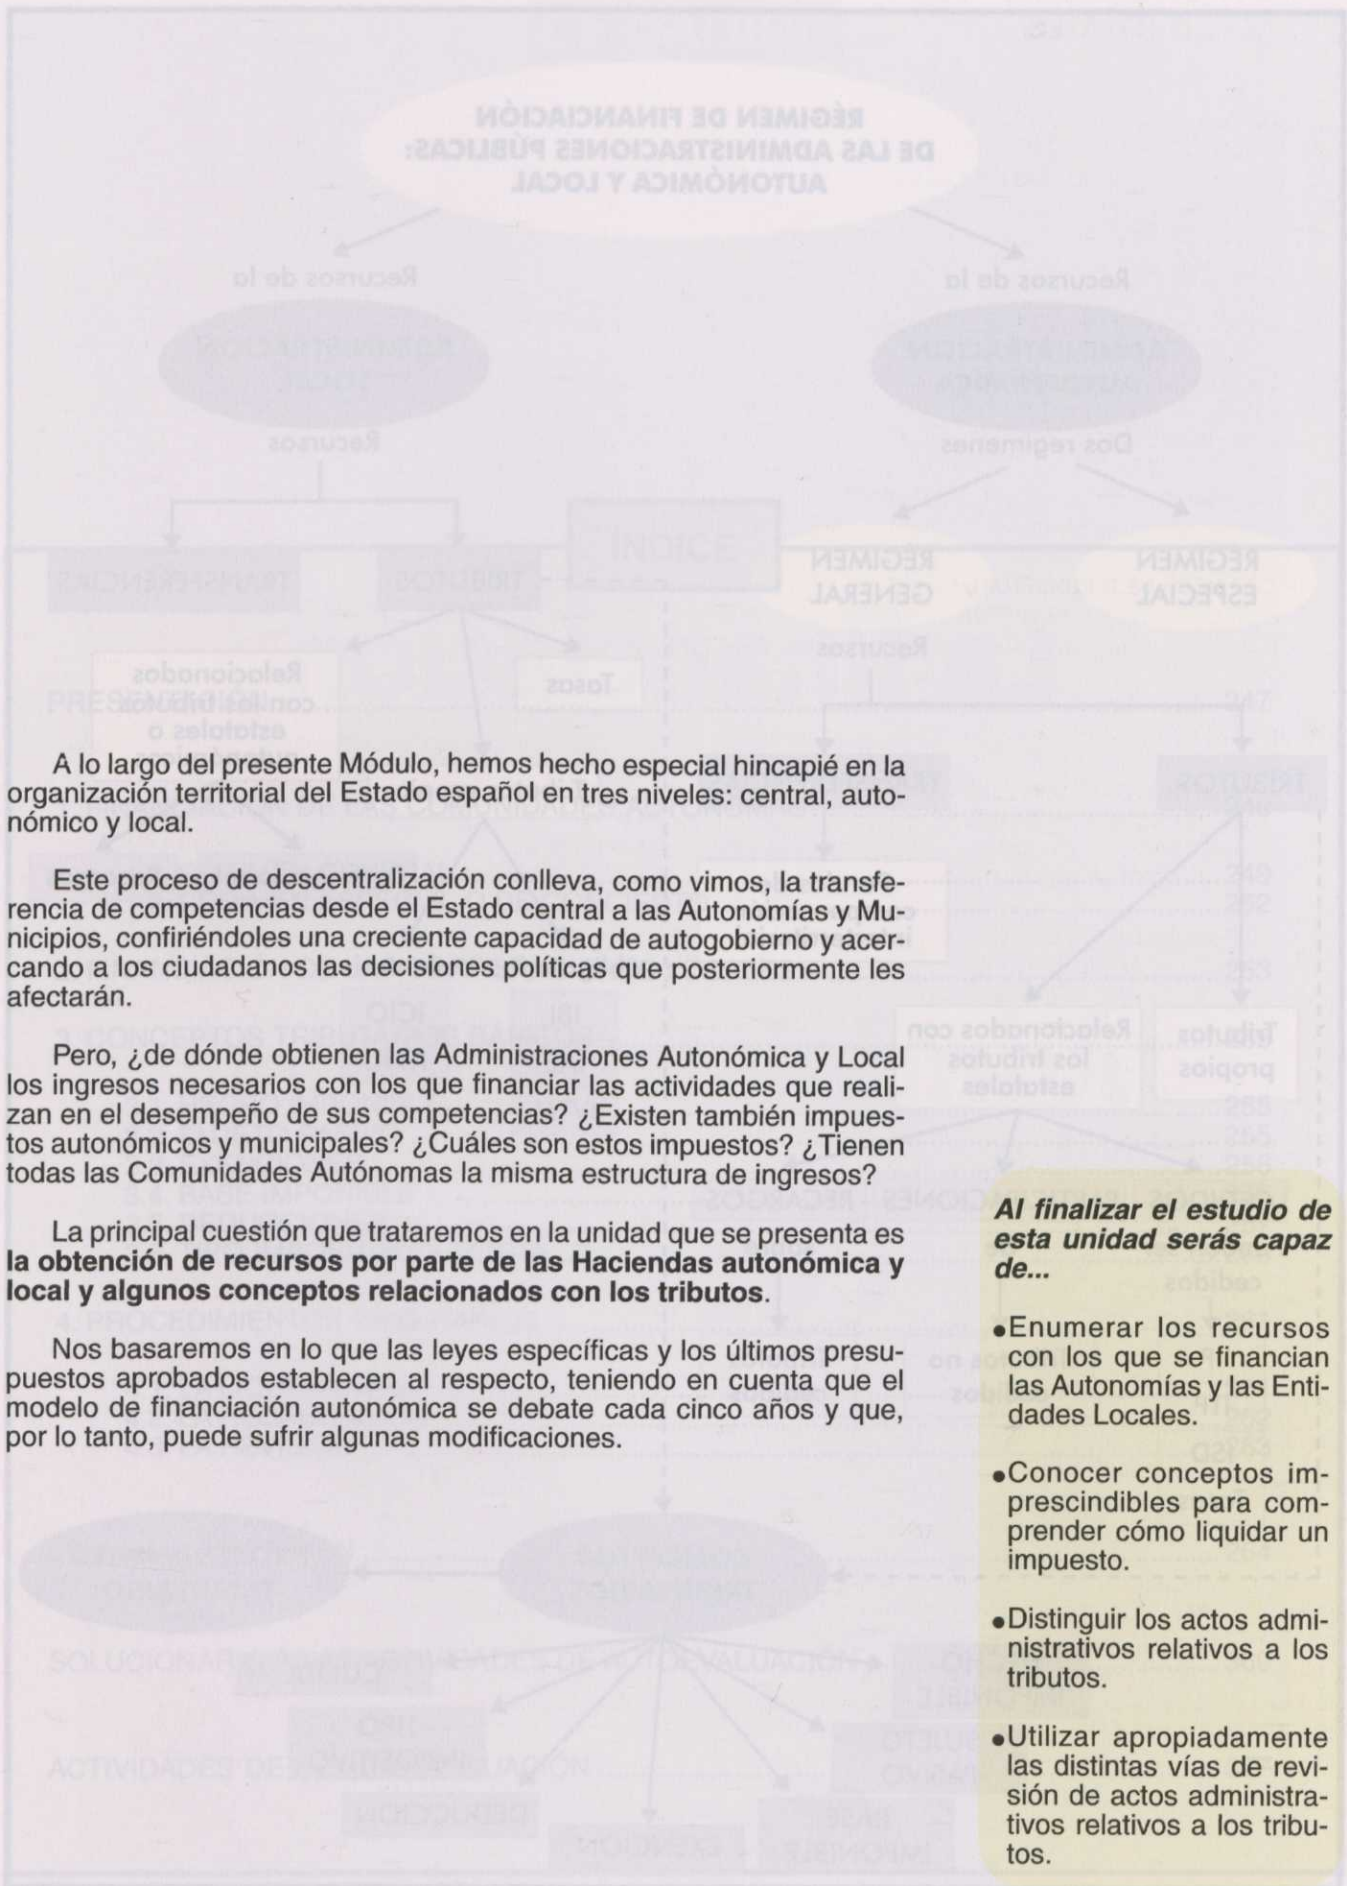 A lo largo del presente Módulo, hemos hecho especial hincapié en la
organización territorial del Estado español en tres niveles: central, auto-
nómico y local.
Este proceso de descentralización conlleva, como vimos, la transfe-
rencia de competencias desde el Estado central a las Autonomías y Mu-
nicipios, confiriéndoles una creciente capacidad de autogobierno y acer-
cando a los ciudadanos las decisiones políticas que posteriormente les
afectarán.
Pero, ¿de dónde obtienen las Administraciones Autonómica y Local
los ingresos necesarios con los que financiar las actividades que reali-
zan en el desempeño de sus competencias? ¿Existen también impues-
tos autonómicos y municipales? ¿Cuáles son estos impuestos? ¿Tienen
todas las Comunidades Autónomas la misma estructura de ingresos?
La principal cuestión que trataremos en la unidad que se presenta es
la obtención de recursos por parte de las Haciendas autonómica y
local y algunos conceptos relacionados con los tributos.
Nos basaremos en lo que las leyes específicas y los últimos presu-
puestos aprobados establecen al respecto, teniendo en cuenta que el
modelo de financiación autonómica se debate cada cinco años y que,
por lo tanto, puede sufrir algunas modificaciones.
Al finalizar el estudio de
esta unidad serás capaz
de...
●Enumerar los recursos
con los que se financian
las Autonomías y las Enti-
dades Locales.
●Conocer conceptos im-
prescindibles para com-
prender cómo liquidar un
impuesto.
●Distinguir los actos admi-
nistrativos relativos a los
tributos.
●Utilizar apropiadamente
las distintas vías de revi-
sión de actos administra-
tivos relativos a los tribu-
tos.